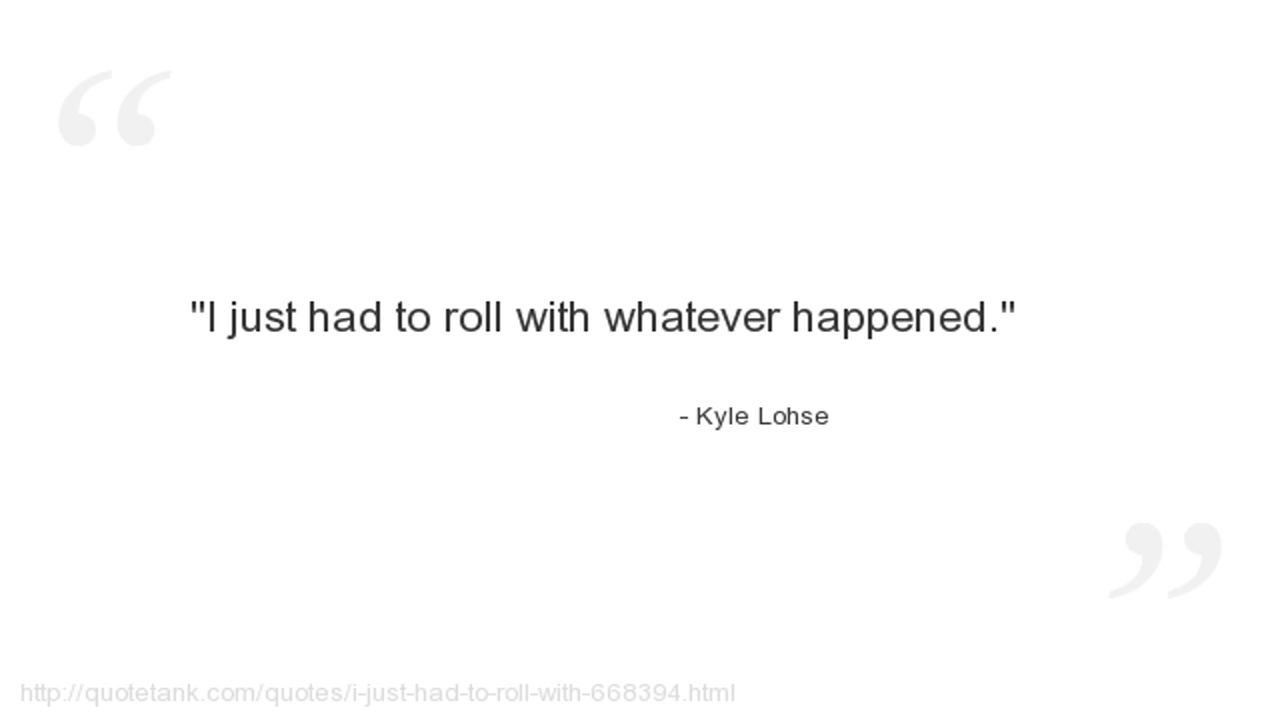 "I just had to roll with whatever happened."
- Kyle Lohse
http://quotetank.com/quotes/i-just-had-to-roll-with-668394.html